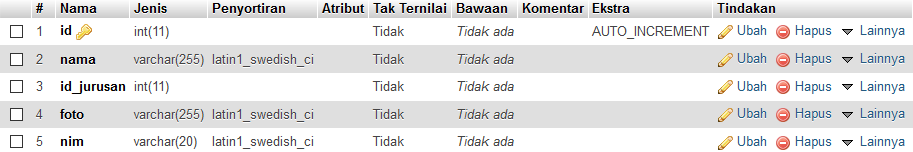 # Nama Jenis Penyortiran Atribut Tak Ternilai Bawaan Komentar Ekstra Tindakan
1 id int(11) Tidak Tidak ada AUTO_INCREMENT Ubah Hapus Lainnya
2 nama varchar(255) latin1_swedish_ci Tidak Tidak ada Ubah Hapus Lainnya
3 id_jurusan int(11) Tidak Tidak ada Ubah Hapus Lainnya
4 foto varchar(255) latin1_swedish_ci Tidak Tidak ada Ubah Hapus Lainnya
5 nim varchar(20) latin1_swedish_ci Tidak Tidak ada Ubah Hapus Lainnya